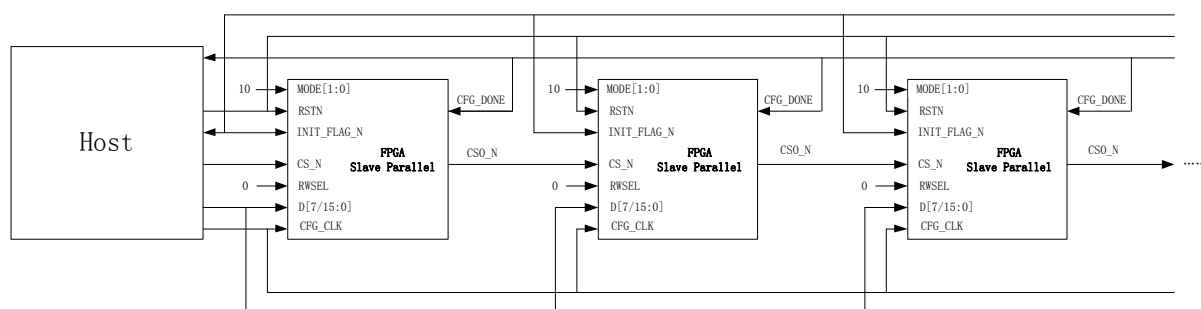 Host
10
MODE[1:0]
RSTN
INIT_FLAG_N
CS_N
0
RWSEL
D[7/15:0]
CFG_CLK
FPGA
Slave Parallel
CFG_DONE
CSO_N
10
MODE[1:0]
RSTN
INIT_FLAG_N
CS_N
0
RWSEL
D[7/15:0]
CFG_CLK
FPGA
Slave Parallel
CFG_DONE
CSO_N
10
MODE[1:0]
RSTN
INIT_FLAG_N
CS_N
0
RWSEL
D[7/15:0]
CFG_CLK
FPGA
Slave Parallel
CFG_DONE
CSO_N
……